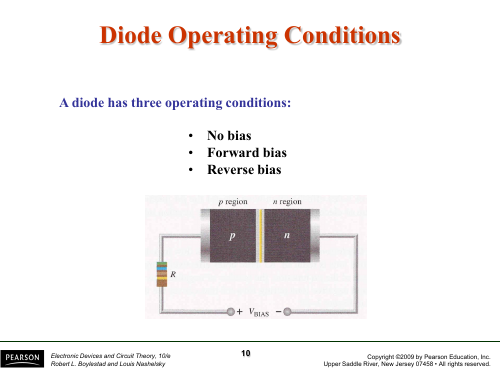 Diode Operating Conditions
A diode has three operating conditions:
• No bias
• Forward bias
• Reverse bias
p region n region
p n
R
+ VBIAS −
PEARSON
Electronic Devices and Circuit Theory, 10/e
Robert L. Boylestad and Louis Nashelsky
10
Copyright ©2009 by Pearson Education, Inc.
Upper Saddle River, New Jersey 07458 • All rights reserved.